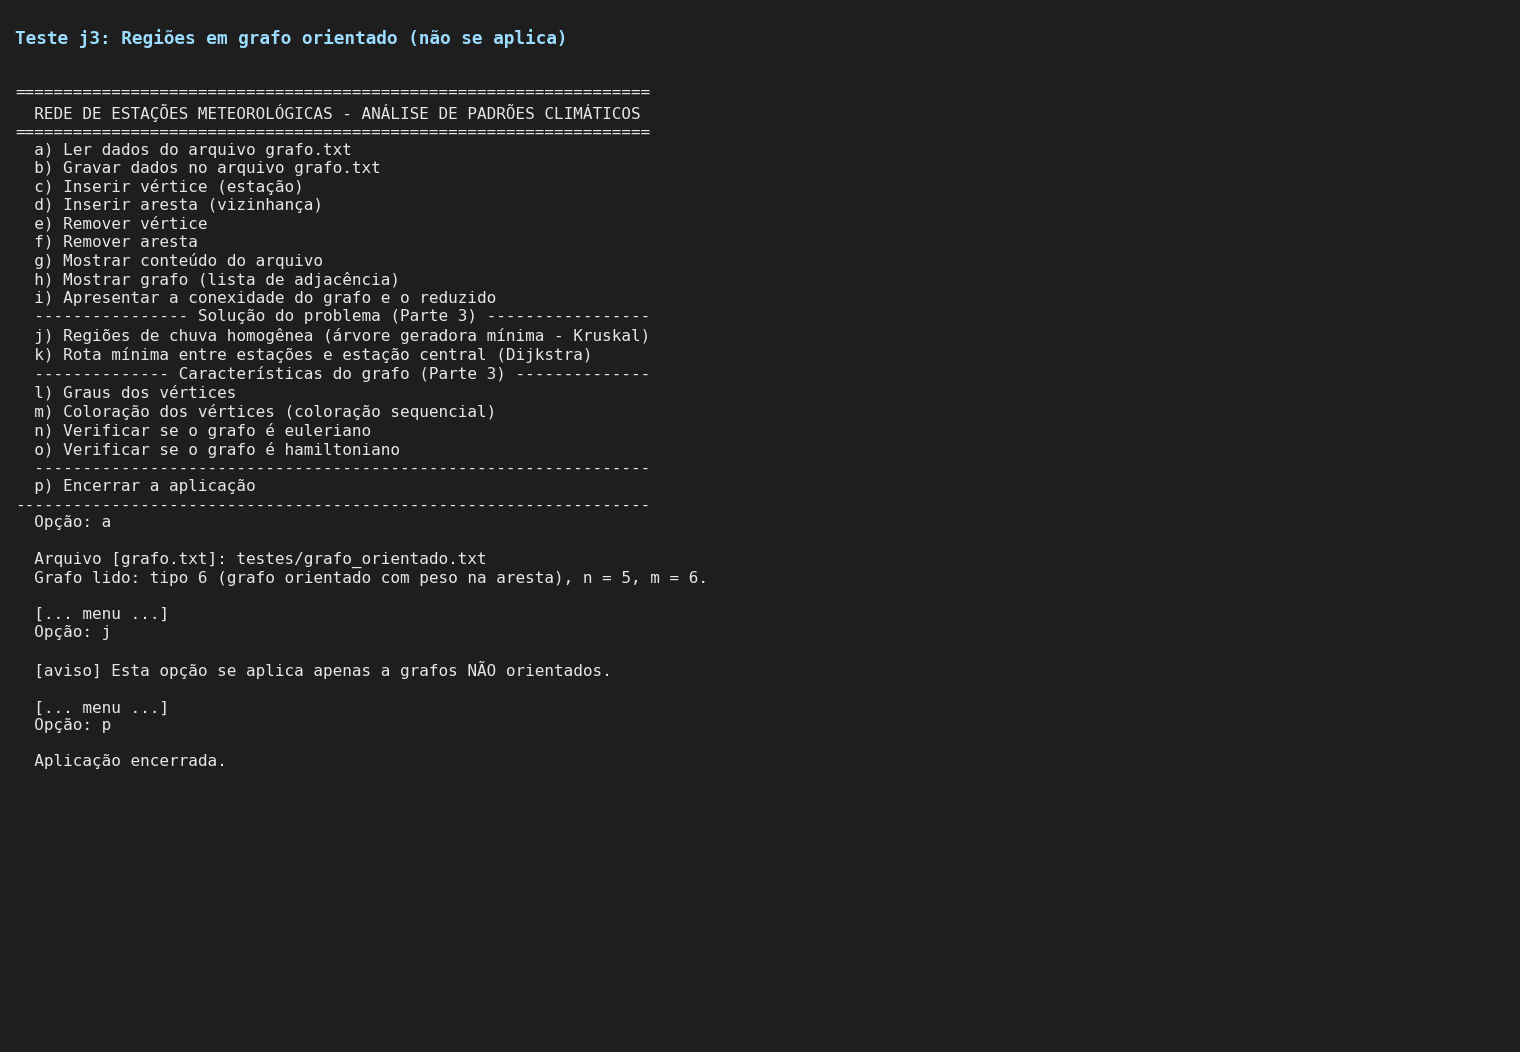 Teste j3: Regiões em grafo orientado (não se aplica)
==================================================================
REDE DE ESTAÇÕES METEOROLÓGICAS - ANÁLISE DE PADRÕES CLIMÁTICOS
==================================================================
a) Ler dados do arquivo grafo.txt
b) Gravar dados no arquivo grafo.txt
c) Inserir vértice (estação)
d) Inserir aresta (vizinhança)
e) Remover vértice
f) Remover aresta
g) Mostrar conteúdo do arquivo
h) Mostrar grafo (lista de adjacência)
i) Apresentar a conexidade do grafo e o reduzido
---------------- Solução do problema (Parte 3) -----------------
j) Regiões de chuva homogênea (árvore geradora mínima - Kruskal)
k) Rota mínima entre estações e estação central (Dijkstra)
-------------- Características do grafo (Parte 3) --------------
l) Graus dos vértices
m) Coloração dos vértices (coloração sequencial)
n) Verificar se o grafo é euleriano
o) Verificar se o grafo é hamiltoniano
----------------------------------------------------------------
p) Encerrar a aplicação
------------------------------------------------------------------
Opção: a
Arquivo [grafo.txt]: testes/grafo_orientado.txt
Grafo lido: tipo 6 (grafo orientado com peso na aresta), n = 5, m = 6.
[... menu ...]
Opção: j
[aviso] Esta opção se aplica apenas a grafos NÃO orientados.
[... menu ...]
Opção: p
Aplicação encerrada.